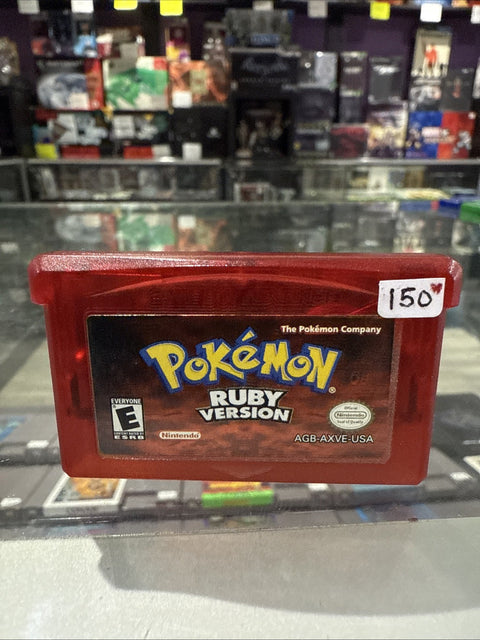 150
The Pokémon Company
POKéMON
RUBY
VERSION
EVERYONE
E
ESRB
Nintendo
Official
Nintendo
Seal of Quality
AGB-AXVE-USA